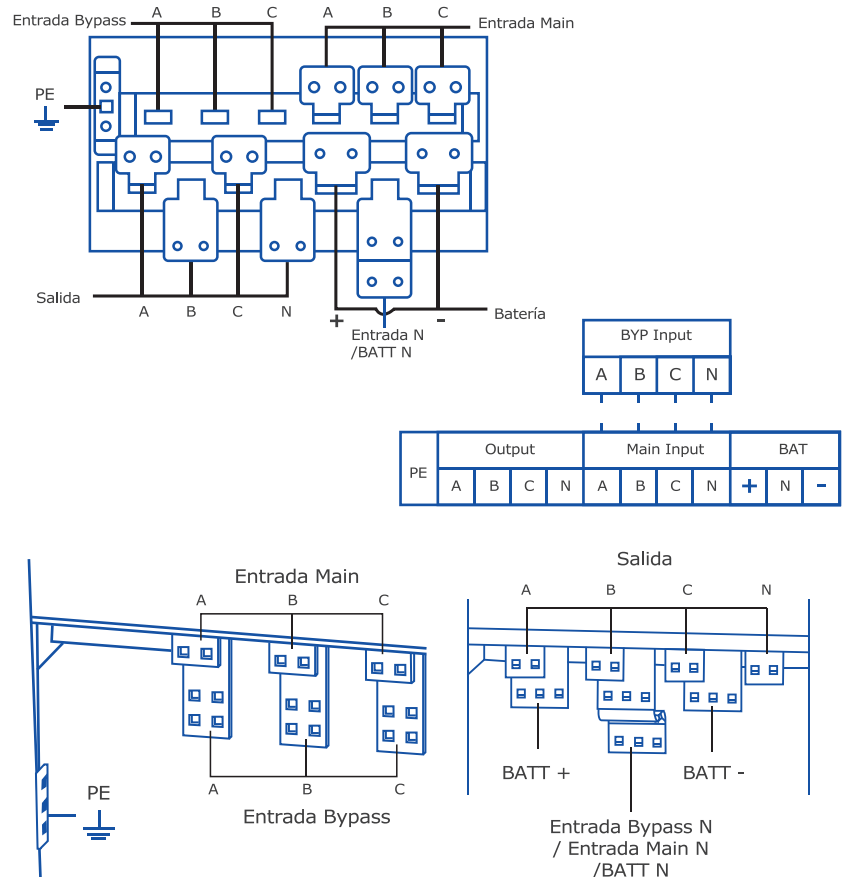 Entrada Bypass A B C A B C Entrada Main
PE
Salida A B C N + - Batería
Entrada N
/BATT N
BYP Input
A B C N
PE Output Main Input BAT
A B C N A B C N + N -
Entrada Main
A B C
A B C
Entrada Bypass
PE
Salida
A B C N
BATT + BATT -
Entrada Bypass N
/ Entrada Main N
/BATT N